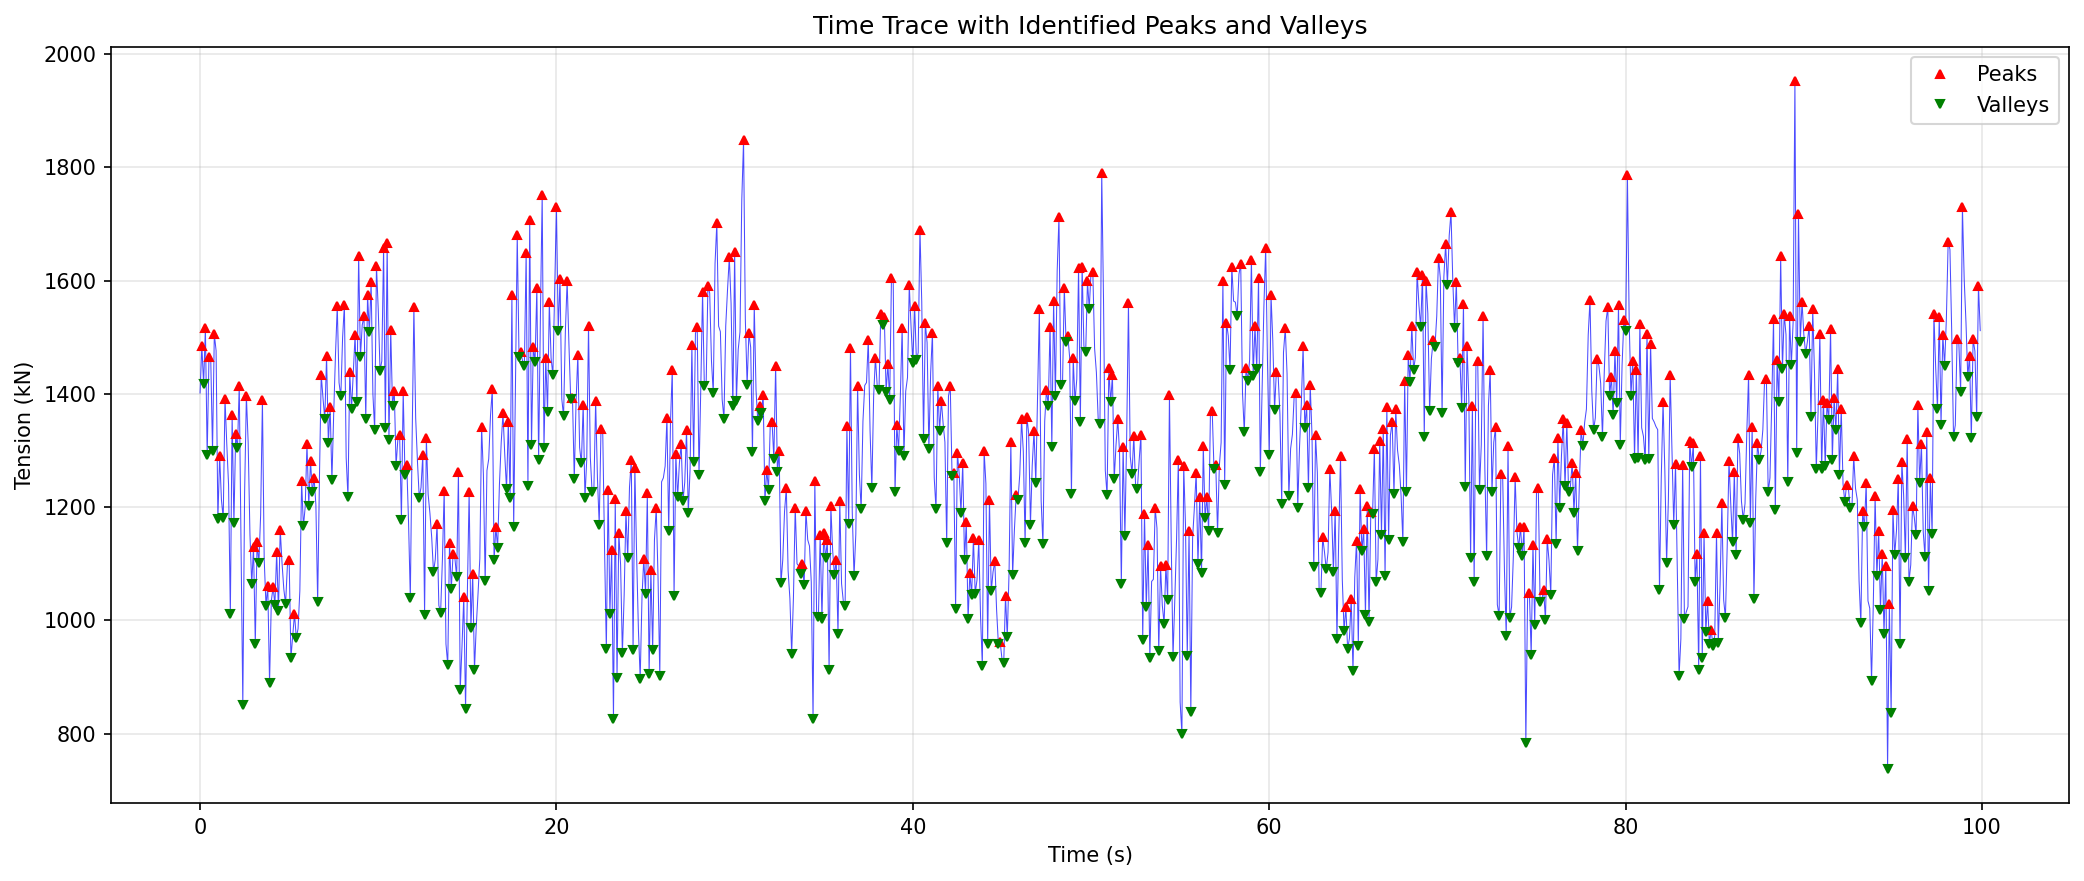 Time Trace with Identified Peaks and Valleys
2000
1800
1600
1400
1200
1000
800
Tension (kN)
Peaks
Valleys
0
20
40
60
80
100
Time (s)